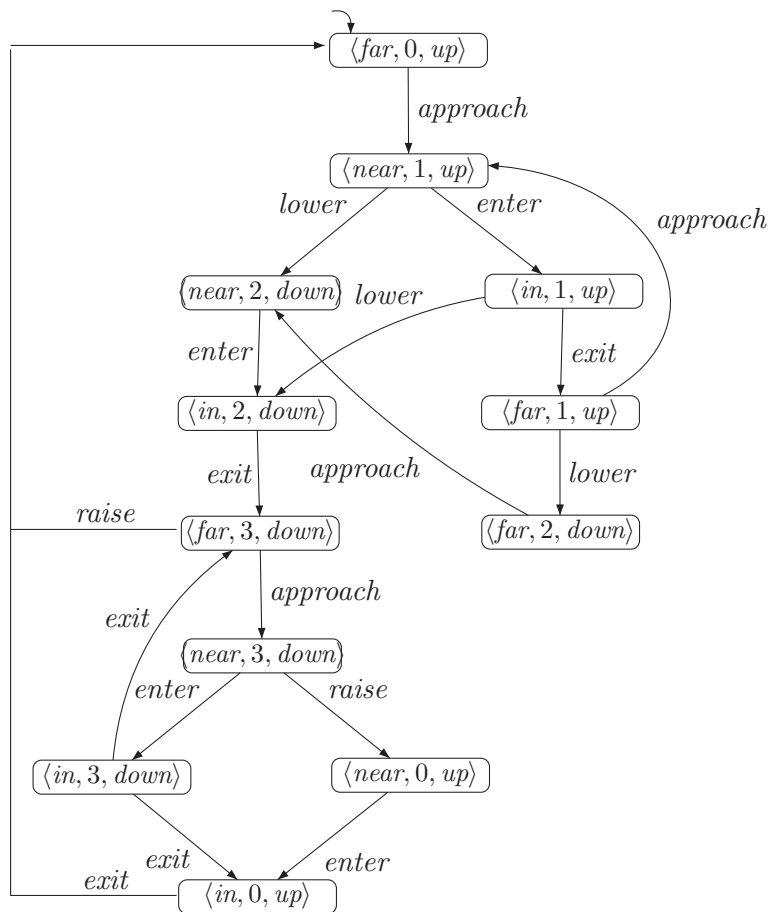 ⟨far, 0, up⟩
approach
⟨near, 1, up⟩
lower
enter
approach
⟨near, 2, down⟩
lower
⟨in, 1, up⟩
enter
exit
⟨in, 2, down⟩
⟨far, 1, up⟩
exit
approach
lower
raise
⟨far, 3, down⟩
⟨far, 2, down⟩
approach
exit
⟨near, 3, down⟩
enter
raise
⟨in, 3, down⟩
⟨near, 0, up⟩
exit
enter
exit
⟨in, 0, up⟩